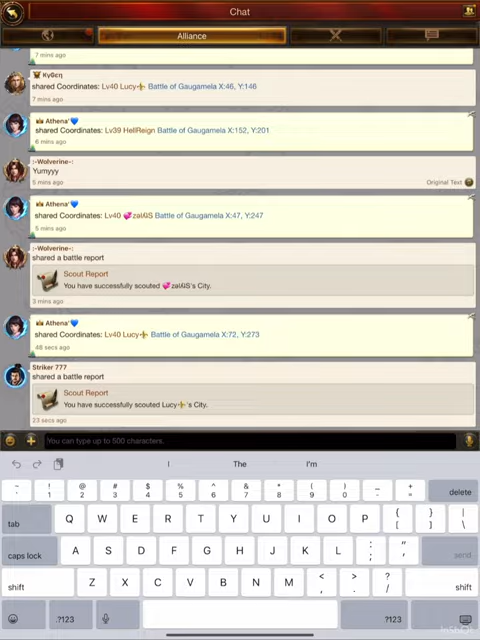 Chat
Alliance
7 mins ago
shared Coordinates: Lv40 Lucy⚜ Battle of Gaugamela X:46, Y:146
7 mins ago
Athena'💙
shared Coordinates: Lv39 HellReign Battle of Gaugamela X:152, Y:201
6 mins ago
:-Wolverine-:
Yumyyy
5 mins ago Original Text
Athena'💙
shared Coordinates: Lv40 Battle of Gaugamela X:47, Y:247
5 mins ago
:-Wolverine-:
shared a battle report
Scout Report
You have successfully scouted City.
3 mins ago
Athena'💙
shared Coordinates: Lv40 Lucy⚜ Battle of Gaugamela X:72, Y:273
48 secs ago
Striker 777
shared a battle report
Scout Report
You have successfully scouted Lucy⚜'s City.
23 secs ago
You can type up to 500 characters.
I The I'm
~ ! @ # $ % ^ & * ( ) _ +
` 1 2 3 4 5 6 7 8 9 0 - = delete
tab Q W E R T Y U I O P { [ } ] | \
caps lock A S D F G H J K L : ; " ' send
shift Z X C V B N M < , > . ? / shift
.?123 .?123
InShOt